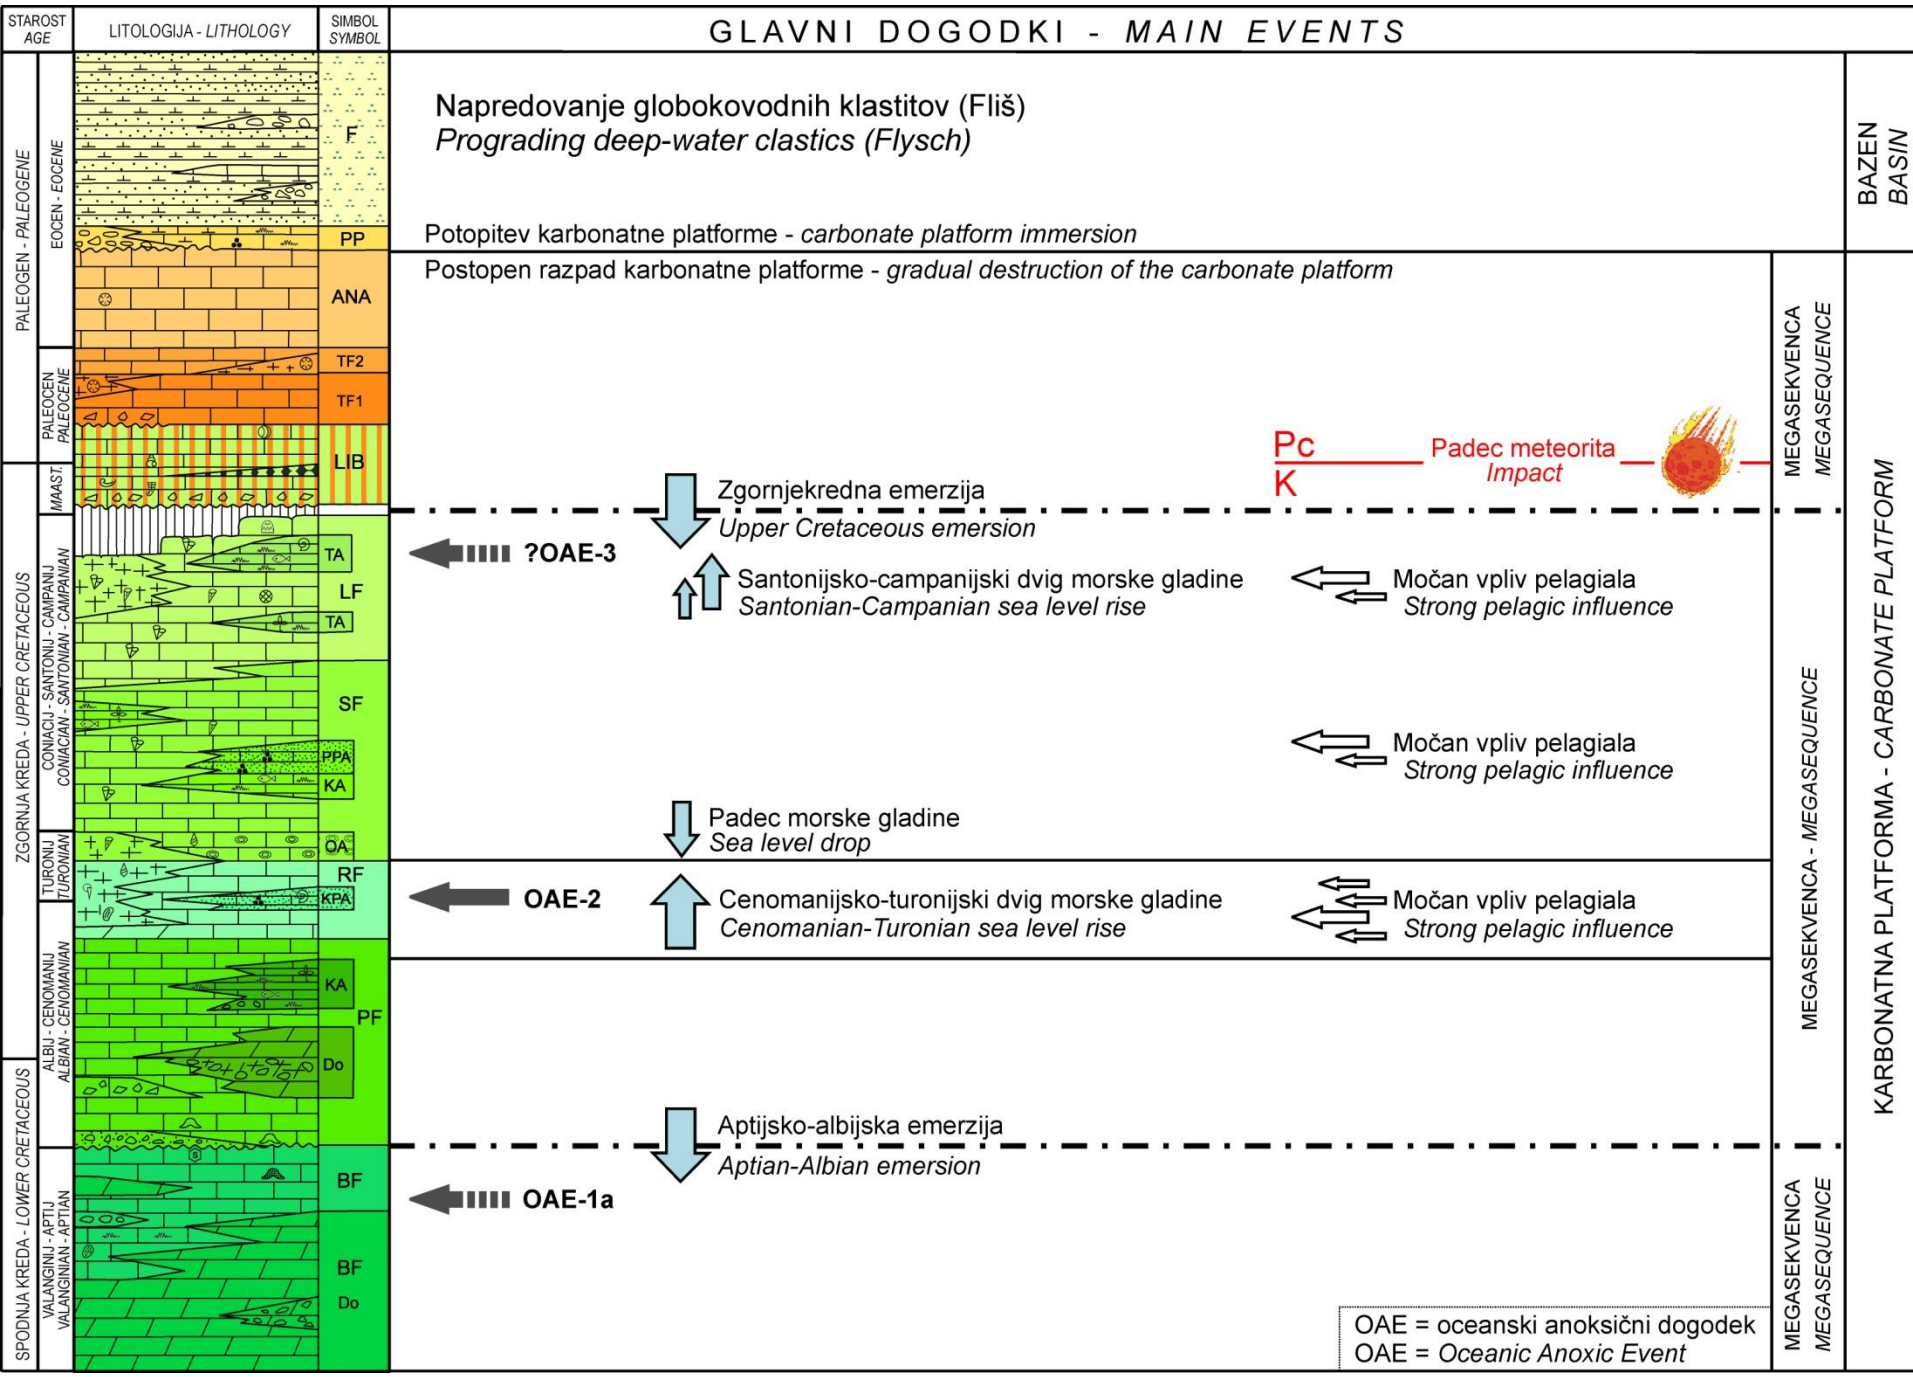 STAROST
AGE
LITOLOGIJA - LITHOLOGY
SIMBOL
SYMBOL
GLAVNI DOGODKI - MAIN EVENTS
PALEOGEN - PALEOGENE
EOCEN - EOCENE
PALEOCEN
PALEOCENE
ZGORNJA KREDA - UPPER CRETACEOUS
MAAST.
CONIACIJ - SANTONIJ - CAMPANIJ
CONIACIAN - SANTONIAN - CAMPANIAN
TURONIJ
TURONIAN
ALBIJ - CENOMANIJ
ALBIAN - CENOMANIAN
SPODNJA KREDA - LOWER CRETACEOUS
VALANGINIJ - APTIJ
VALANGINIAN - APTIAN
F
PP
ANA
TF2
TF1
LIB
TA
LF
TA
SF
PPA
KA
OA
RF
KPA
KA
PF
Do
S
BF
BF
Do
Napredovanje globokovodnih klastitov (Fliš)
Prograding deep-water clastics (Flysch)
Potopitev karbonatne platforme - carbonate platform immersion
Postopen razpad karbonatne platforme - gradual destruction of the carbonate platform
Pc
K
Padec meteorita
Impact
Zgornjekredna emerzija
Upper Cretaceous emersion
?OAE-3
Santonijsko-campanijski dvig morske gladine
Santonian-Campanian sea level rise
Močan vpliv pelagiala
Strong pelagic influence
Močan vpliv pelagiala
Strong pelagic influence
Padec morske gladine
Sea level drop
OAE-2
Cenomanijsko-turonijski dvig morske gladine
Cenomanian-Turonian sea level rise
Močan vpliv pelagiala
Strong pelagic influence
Aptijsko-albijska emerzija
Aptian-Albian emersion
OAE-1a
OAE = oceanski anoksični dogodek
OAE = Oceanic Anoxic Event
MEGASEKVENCA
MEGASEQUENCE
MEGASEKVENCA - MEGASEQUENCE
MEGASEKVENCA
MEGASEQUENCE
BAZEN
BASIN
KARBONATNA PLATFORMA - CARBONATE PLATFORM